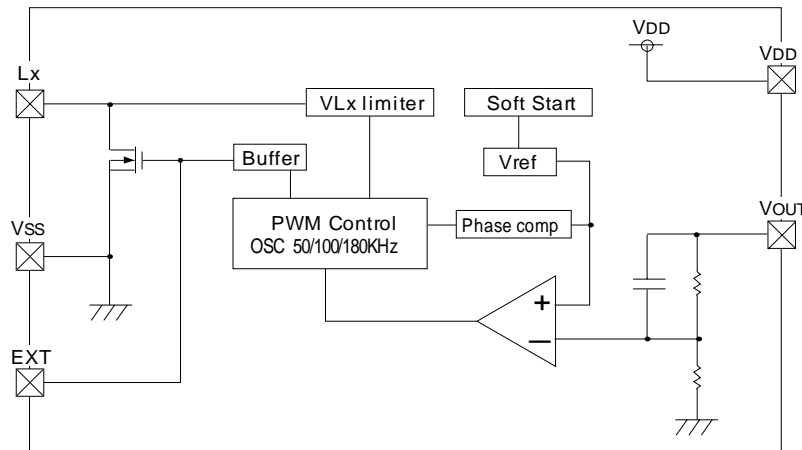 VDD
Lx
VDD
VLx limiter
Soft Start
Buffer
Vref
VSS
PWM Control
OSC 50/100/180KHz
Phase comp
VOUT
+
−
EXT